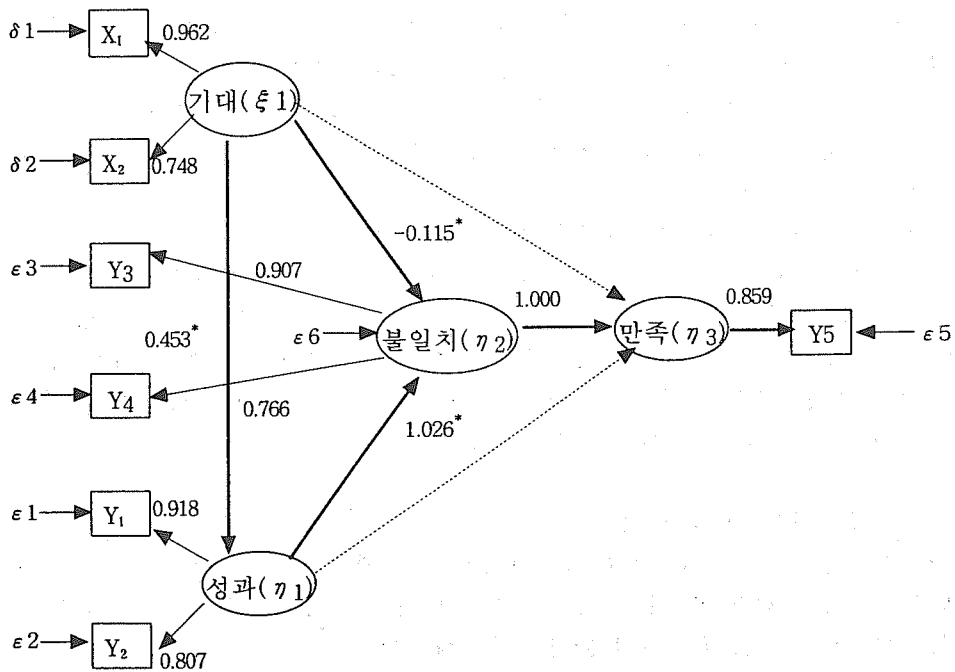 δ1 X₁ 0.962
기대(ξ1)
δ2 X₂ 0.748
-0.115*
ε3 Y3 0.907
1.000 0.859
ε6 불일치(η2) 만족(η3) Y5 ε5
0.453*
ε4 Y4 0.766
1.026*
ε1 Y₁ 0.918
성과(η1)
ε2 Y₂ 0.807